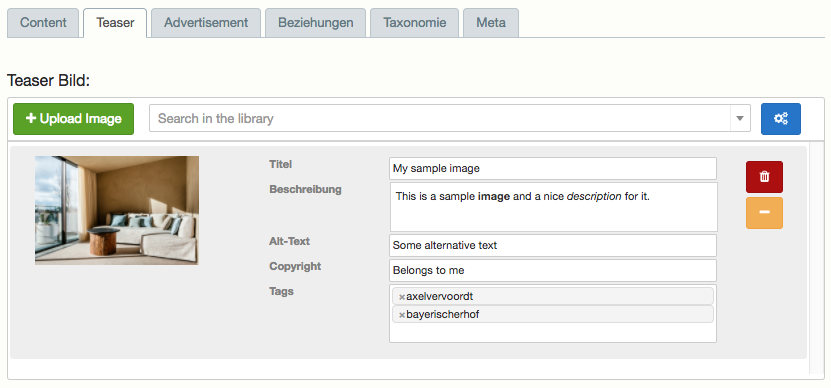 Content Teaser Advertisement Beziehungen Taxonomie Meta
Teaser Bild:
Upload Image Search in the library
Titel My sample image
Beschreibung This is a sample image and a nice description for it.
Alt-Text Some alternative text
Copyright Belongs to me
Tags ×axelvervoordt
×bayerischerhof